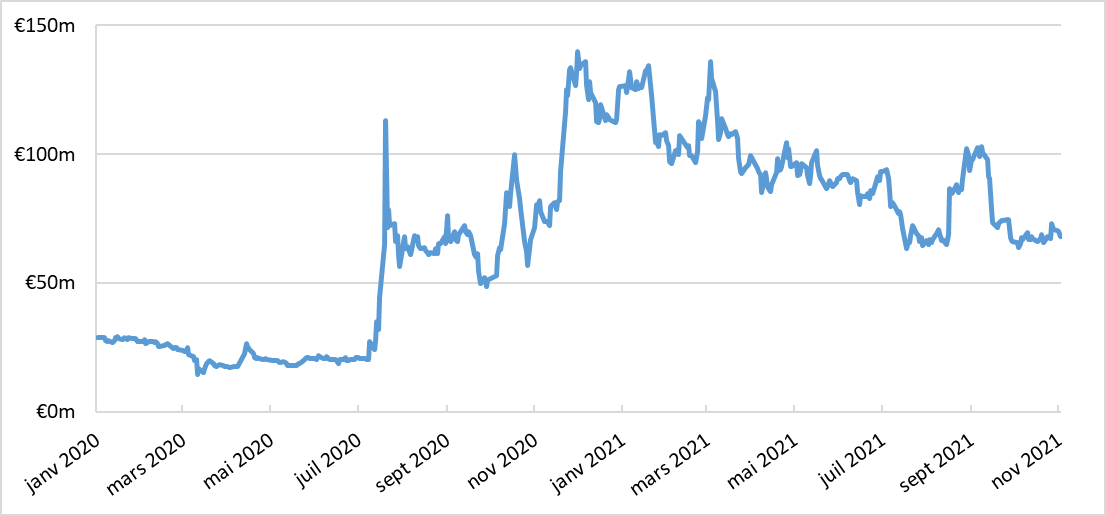 €150m
€100m
€50m
€0m
janv 2020
mars 2020
mai 2020
juil 2020
sept 2020
nov 2020
janv 2021
mars 2021
mai 2021
juil 2021
sept 2021
nov 2021